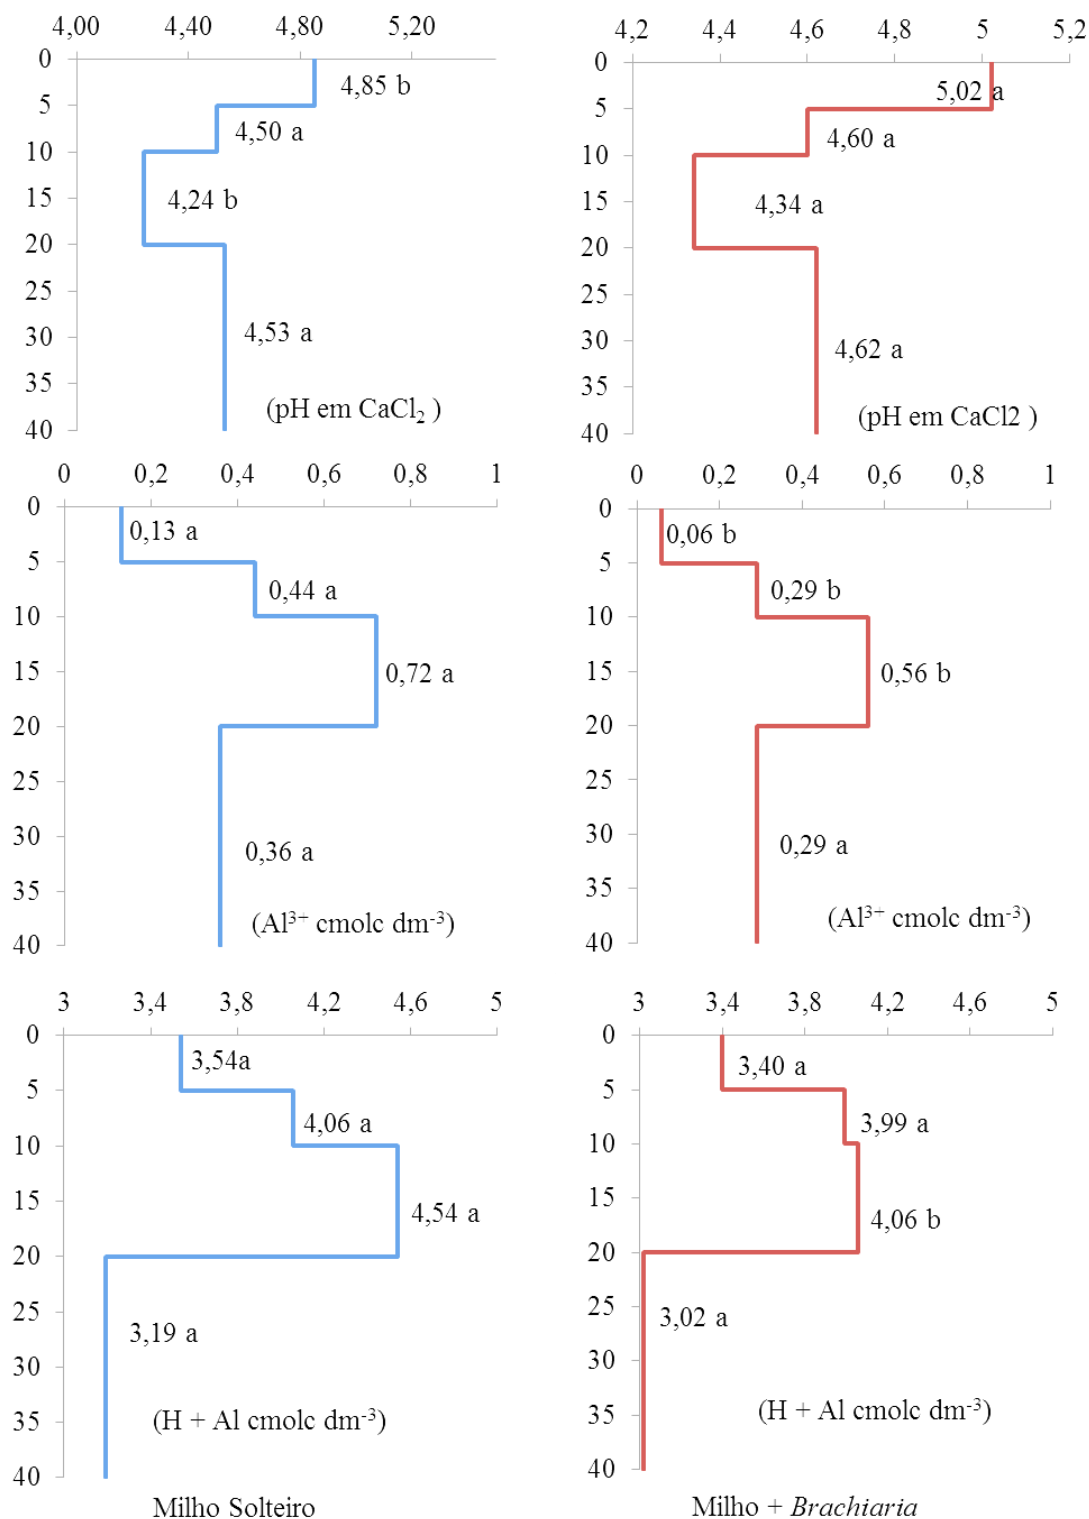 4,00 4,40 4,80 5,20
0
5
10
15
20
25
30
35
40
4,85 b
4,50 a
4,24 b
4,53 a
(pH em CaCl₂ )
4,2 4,4 4,6 4,8 5 5,2
0
5
10
15
20
25
30
35
40
5,02 a
4,60 a
4,34 a
4,62 a
(pH em CaCl2 )
0 0,2 0,4 0,6 0,8 1
0
5
10
15
20
25
30
35
40
0,13 a
0,44 a
0,72 a
0,36 a
(Al³⁺ cmolc dm⁻³)
0 0,2 0,4 0,6 0,8 1
0
5
10
15
20
25
30
35
40
0,06 b
0,29 b
0,56 b
0,29 a
(Al³⁺ cmolc dm⁻³)
3 3,4 3,8 4,2 4,6 5
0
5
10
15
20
25
30
35
40
3,54a
4,06 a
4,54 a
3,19 a
(H + Al cmolc dm⁻³)
Milho Solteiro
3 3,4 3,8 4,2 4,6 5
0
5
10
15
20
25
30
35
40
3,40 a
3,99 a
4,06 b
3,02 a
(H + Al cmolc dm⁻³)
Milho + Brachiaria